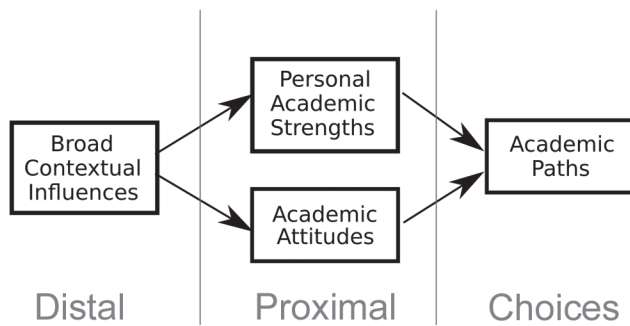 Broad
Contextual
Influences
Personal
Academic
Strengths
Academic
Attitudes
Academic
Paths
Distal
Proximal
Choices